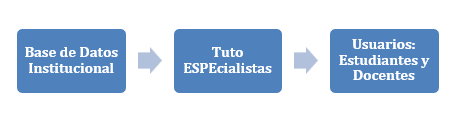 Base de Datos
Institucional
Tuto
ESPEcialistas
Usuarios:
Estudiantes y
Docentes